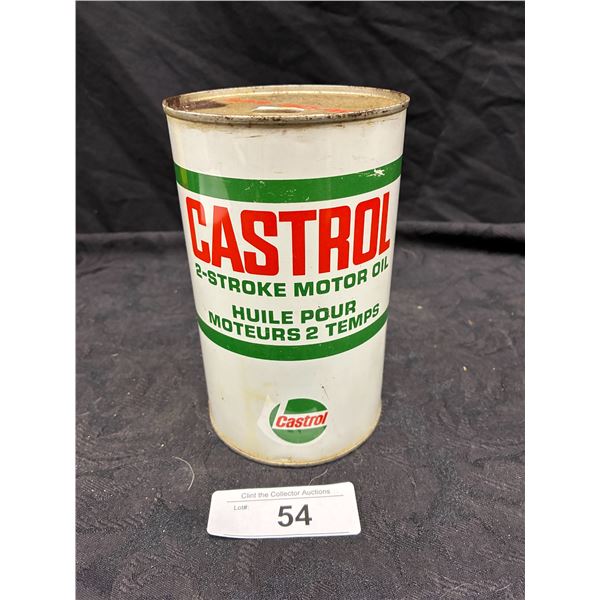 CASTROL
2-STROKE MOTOR OIL
HUILE POUR
MOTEURS 2 TEMPS
Castrol
Clint the Collector Auctions
Lot#:
54